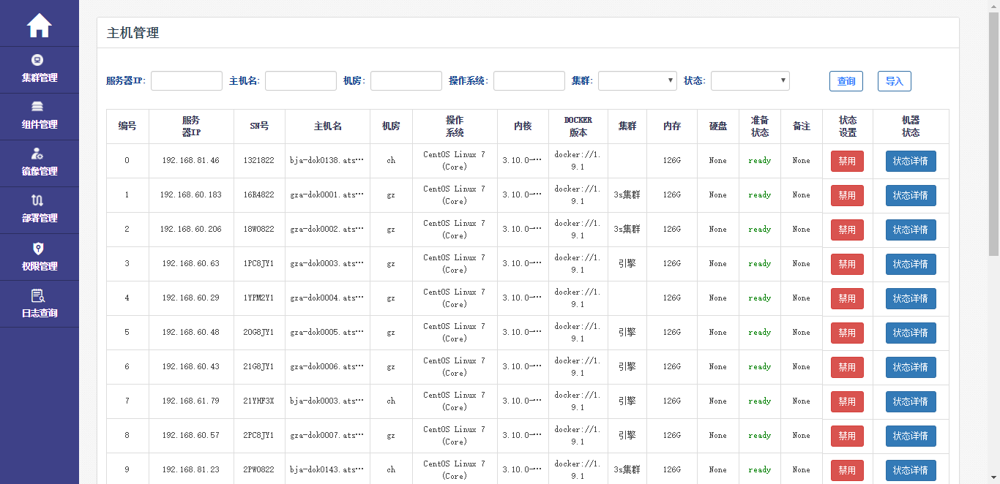 主机管理
集群管理
组件管理
镜像管理
部署管理
权限管理
日志查询
服务器IP: 主机名: 机房: 操作系统: 集群: 状态: 查询 导入
编号 服务器IP SN号 主机名 机房 操作系统 内核 DOCKER版本 集群 内存 硬盘 准备状态 备注 状态设置 机器状态
0 192.168.81.46 1321822 bja-dok0138.ats… ch CentOS Linux 7 (Core) 3.10.0-… docker://1.9.1 126G None ready None 禁用 状态详情
1 192.168.60.183 16R4822 gza-dok0001.ats… gz CentOS Linux 7 (Core) 3.10.0-… docker://1.9.1 3s集群 126G None ready None 禁用 状态详情
2 192.168.60.206 18W0822 gza-dok0002.ats… gz CentOS Linux 7 (Core) 3.10.0-… docker://1.9.1 3s集群 126G None ready None 禁用 状态详情
3 192.168.60.63 1PC8JY1 gza-dok0003.ats… gz CentOS Linux 7 (Core) 3.10.0-… docker://1.9.1 引擎 126G None ready None 禁用 状态详情
4 192.168.60.29 1YPM2Y1 gza-dok0004.ats… gz CentOS Linux 7 (Core) 3.10.0-… docker://1.9.1 126G None ready None 禁用 状态详情
5 192.168.60.48 20G8JY1 gza-dok0005.ats… gz CentOS Linux 7 (Core) 3.10.0-… docker://1.9.1 引擎 126G None ready None 禁用 状态详情
6 192.168.60.43 21G8JY1 gza-dok0006.ats… gz CentOS Linux 7 (Core) 3.10.0-… docker://1.9.1 引擎 126G None ready None 禁用 状态详情
7 192.168.61.79 21YHF3X bja-dok0003.ats… ch CentOS Linux 7 (Core) 3.10.0-… docker://1.9.1 引擎 126G None ready None 禁用 状态详情
8 192.168.60.57 2PC8JY1 gza-dok0007.ats… gz CentOS Linux 7 (Core) 3.10.0-… docker://1.9.1 引擎 126G None ready None 禁用 状态详情
9 192.168.81.23 2PW0822 bja-dok0143.ats… ch CentOS Linux 7 (Core) 3.10.0-… docker://1.9.1 3s集群 126G None ready None 禁用 状态详情